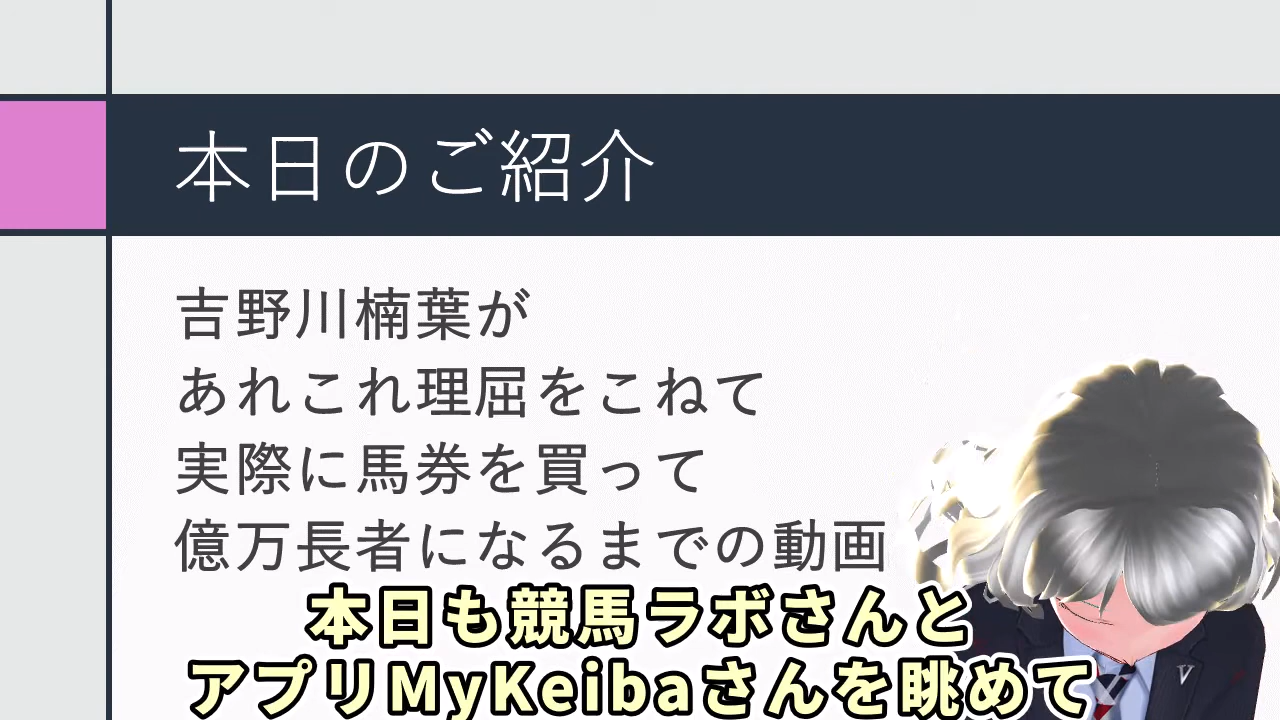 本日のご紹介
吉野川楠葉が
あれこれ理屈をこねて
実際に馬券を買って
億万長者になるまでの動画
本日も競馬ラボさんと
アプリMyKeibaさんを眺めて
V